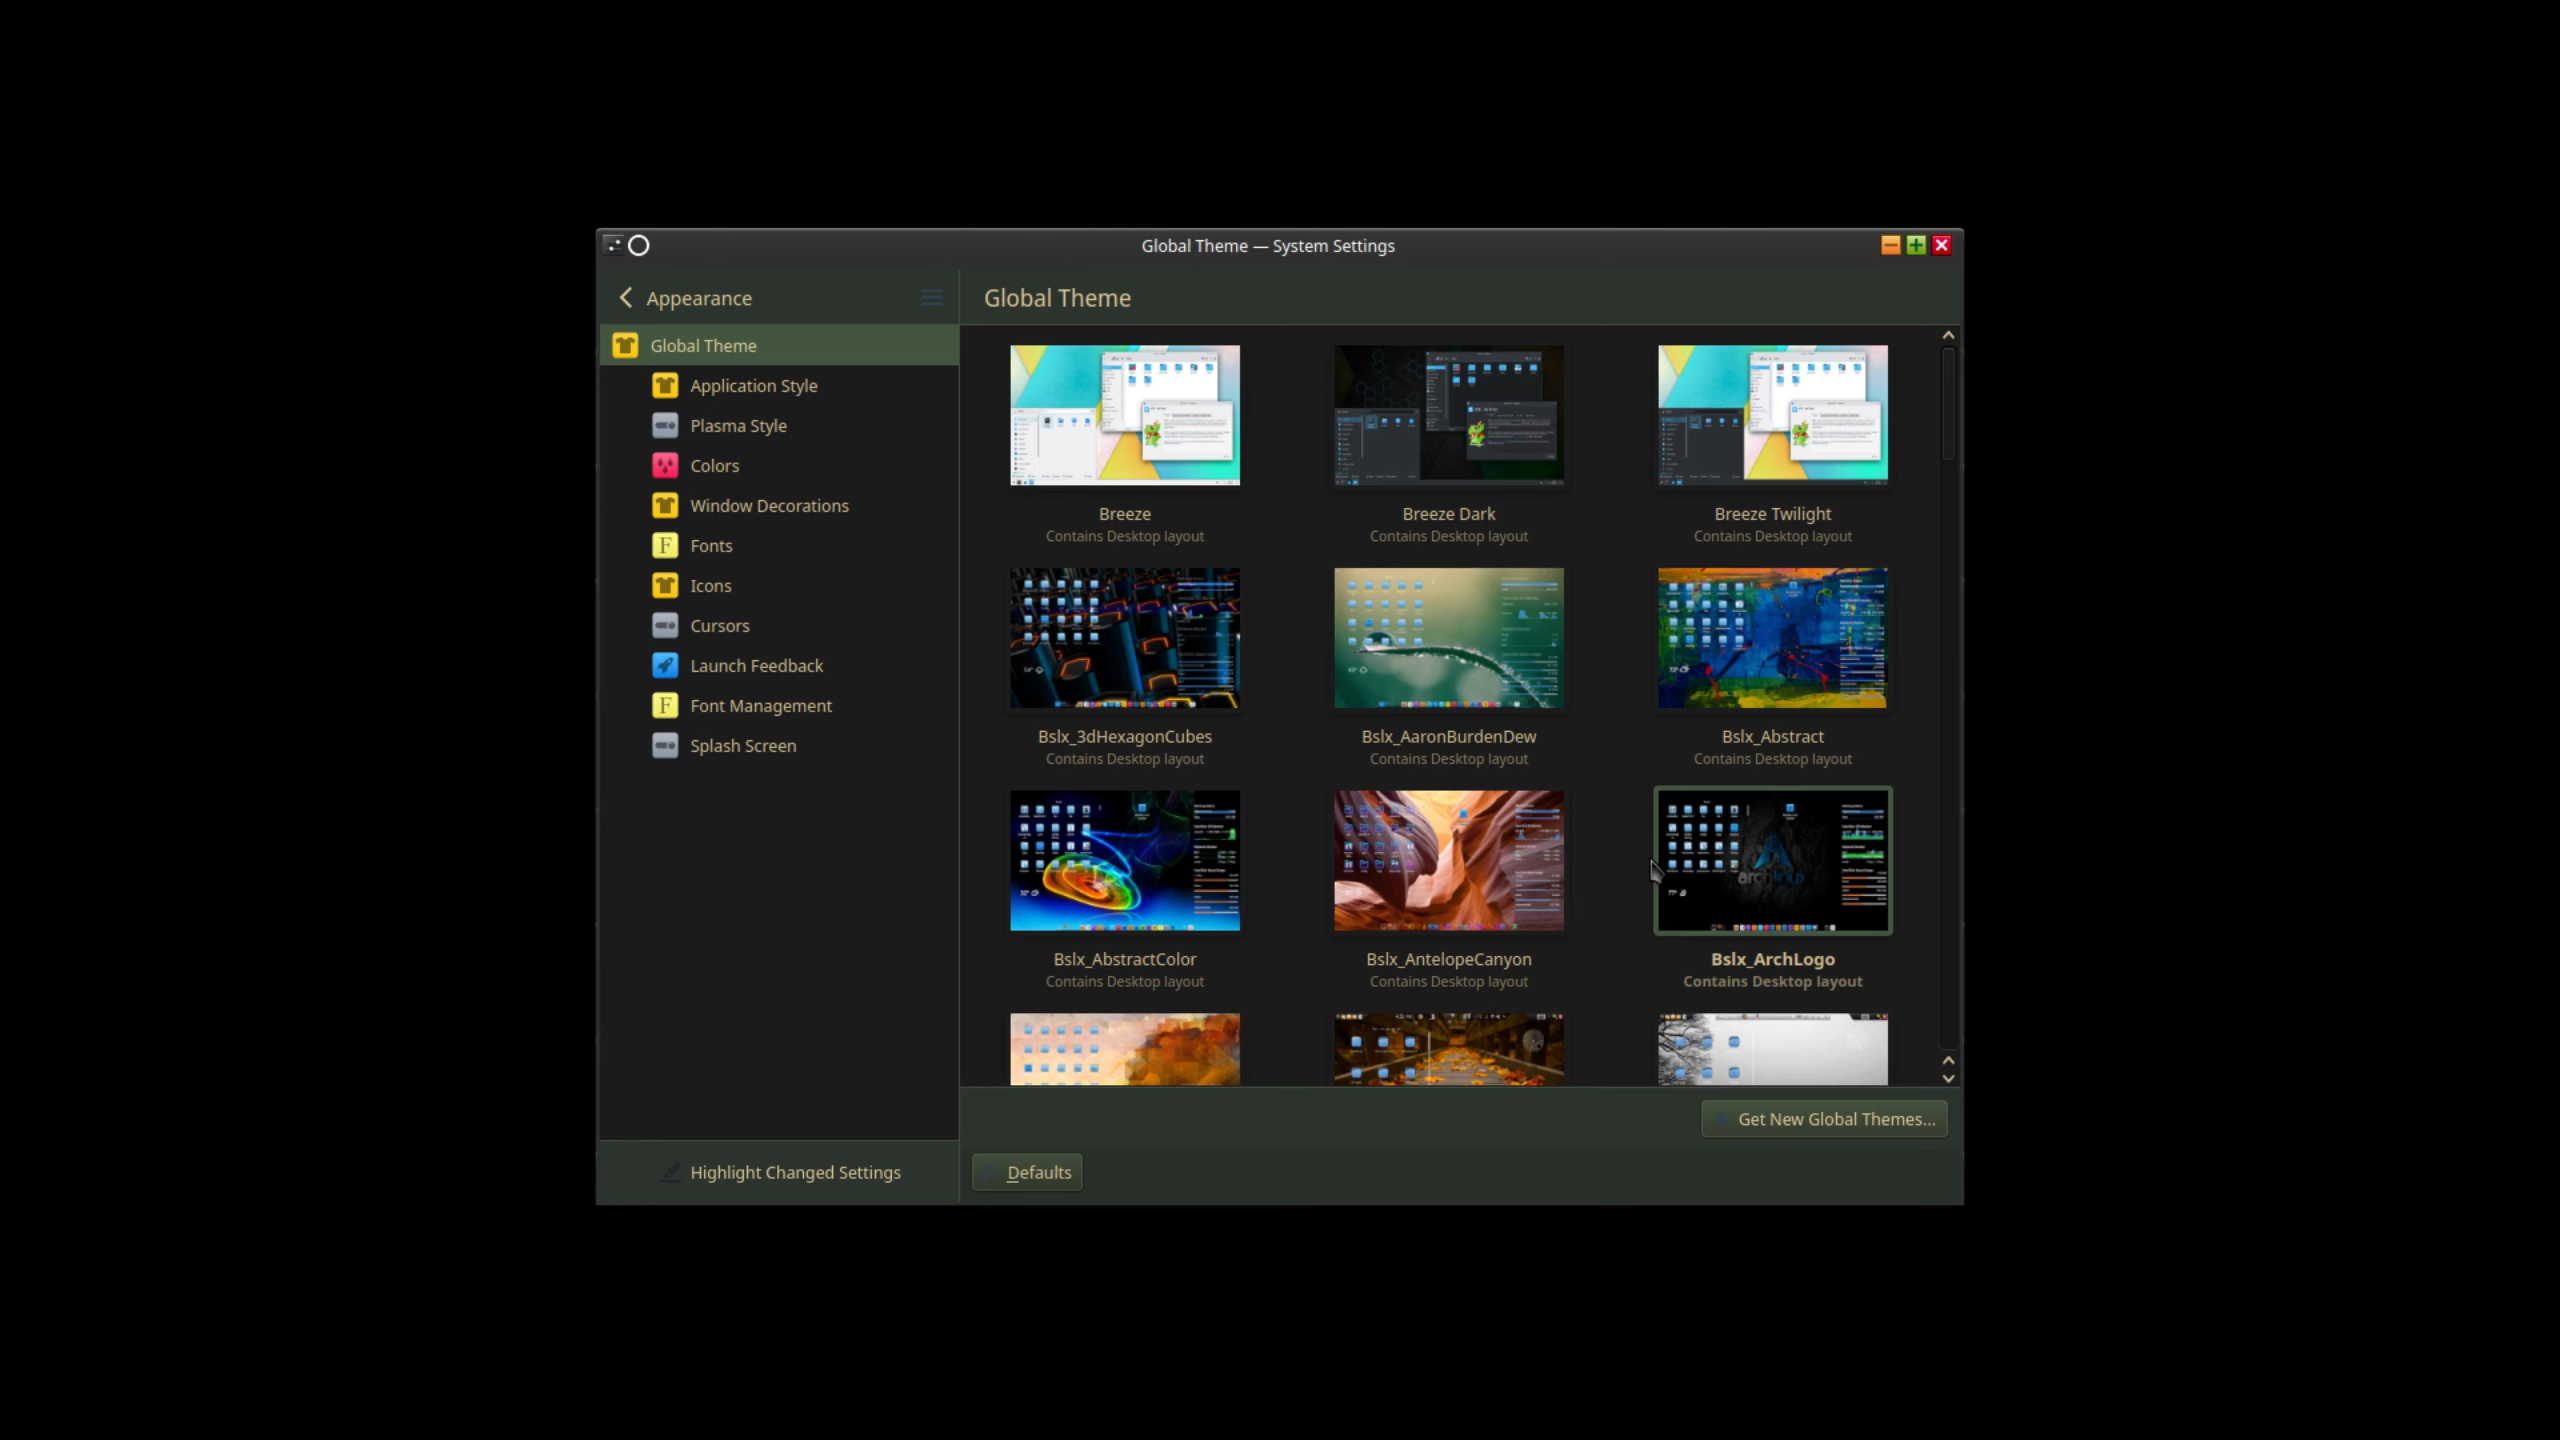 Global Theme — System Settings
Appearance
Global Theme
Global Theme
Application Style
Plasma Style
Colors
Window Decorations
Fonts
Icons
Cursors
Launch Feedback
Font Management
Splash Screen
Highlight Changed Settings
Breeze
Contains Desktop layout
Breeze Dark
Contains Desktop layout
Breeze Twilight
Contains Desktop layout
Bslx_3dHexagonCubes
Contains Desktop layout
Bslx_AaronBurdenDew
Contains Desktop layout
Bslx_Abstract
Contains Desktop layout
Bslx_AbstractColor
Contains Desktop layout
Bslx_AntelopeCanyon
Contains Desktop layout
arch linux
Bslx_ArchLogo
Contains Desktop layout
Get New Global Themes...
Defaults